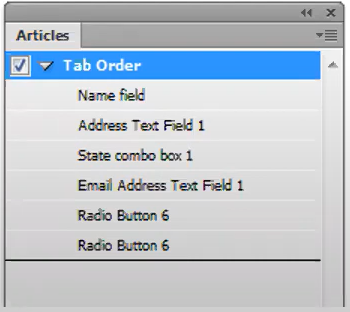 Articles
Tab Order
Name field
Address Text Field 1
State combo box 1
Email Address Text Field 1
Radio Button 6
Radio Button 6